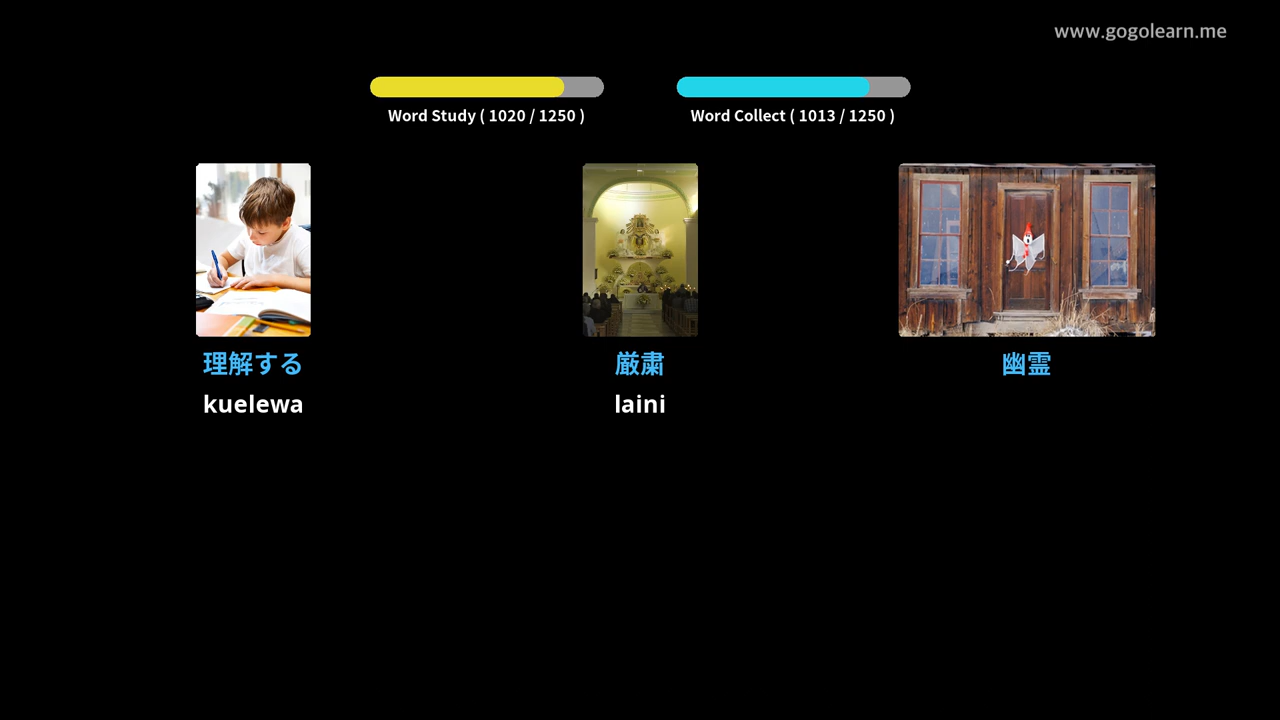 www.gogolearn.me
Word Study ( 1020 / 1250 )
Word Collect ( 1013 / 1250 )
理解する
厳粛
幽霊
kuelewa
laini